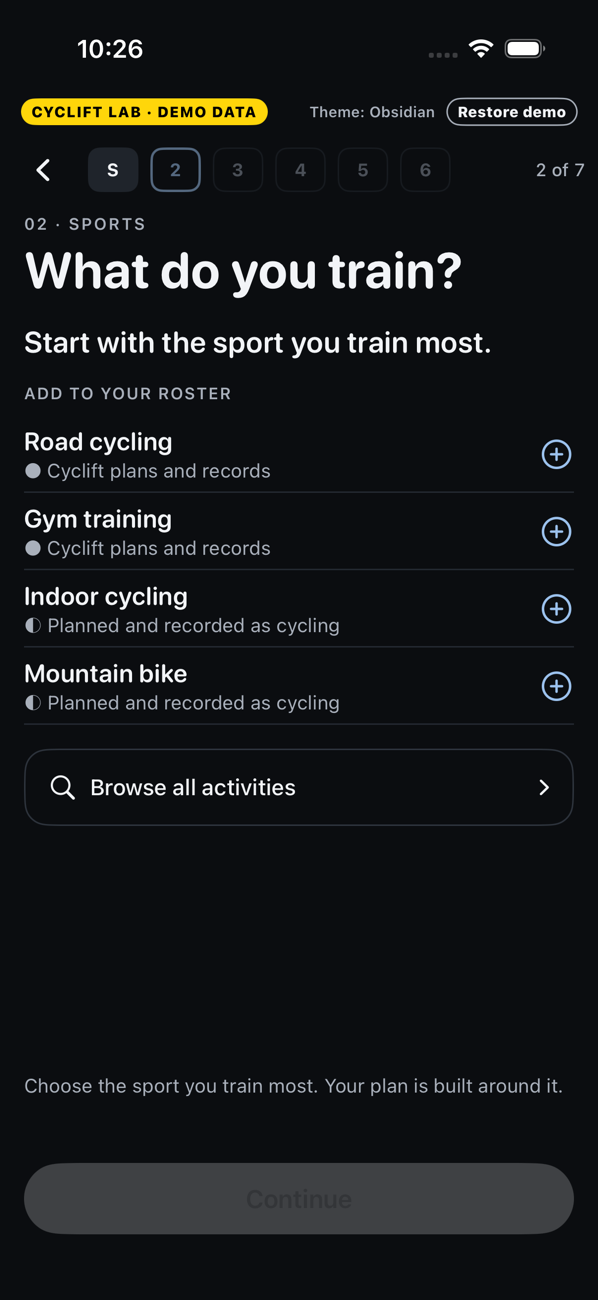 10:26
CYCLIFT LAB · DEMO DATA
Theme: Obsidian
Restore demo
S
2
3
4
5
6
2 of 7
02 · SPORTS
What do you train?
Start with the sport you train most.
ADD TO YOUR ROSTER
Road cycling
Cyclift plans and records
Gym training
Cyclift plans and records
Indoor cycling
Planned and recorded as cycling
Mountain bike
Planned and recorded as cycling
Browse all activities
Choose the sport you train most. Your plan is built around it.
Continue